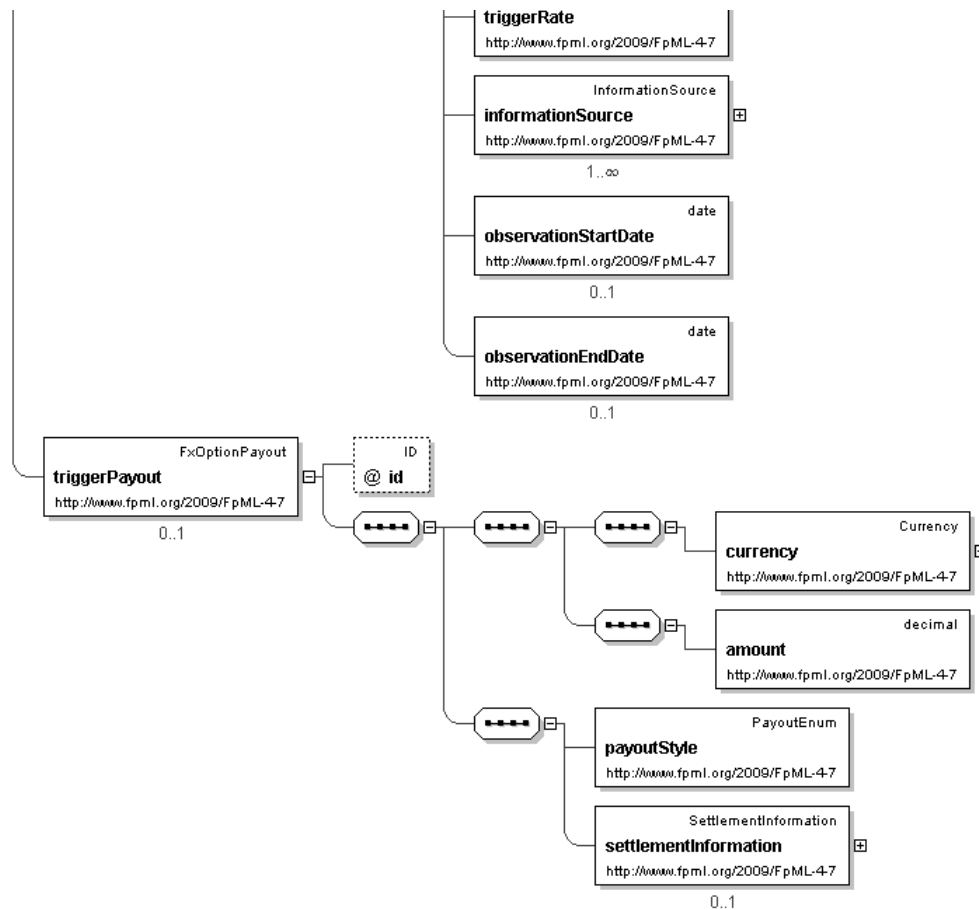 triggerRate
http://www.fpml.org/2009/FpML-4-7
InformationSource
informationSource
http://www.fpml.org/2009/FpML-4-7
1..∞
date
observationStartDate
http://www.fpml.org/2009/FpML-4-7
0..1
date
observationEndDate
http://www.fpml.org/2009/FpML-4-7
0..1
FxOptionPayout
triggerPayout
http://www.fpml.org/2009/FpML-4-7
0..1
ID
@ id
Currency
currency
http://www.fpml.org/2009/FpML-4-7
decimal
amount
http://www.fpml.org/2009/FpML-4-7
PayoutEnum
payoutStyle
http://www.fpml.org/2009/FpML-4-7
SettlementInformation
settlementInformation
http://www.fpml.org/2009/FpML-4-7
0..1